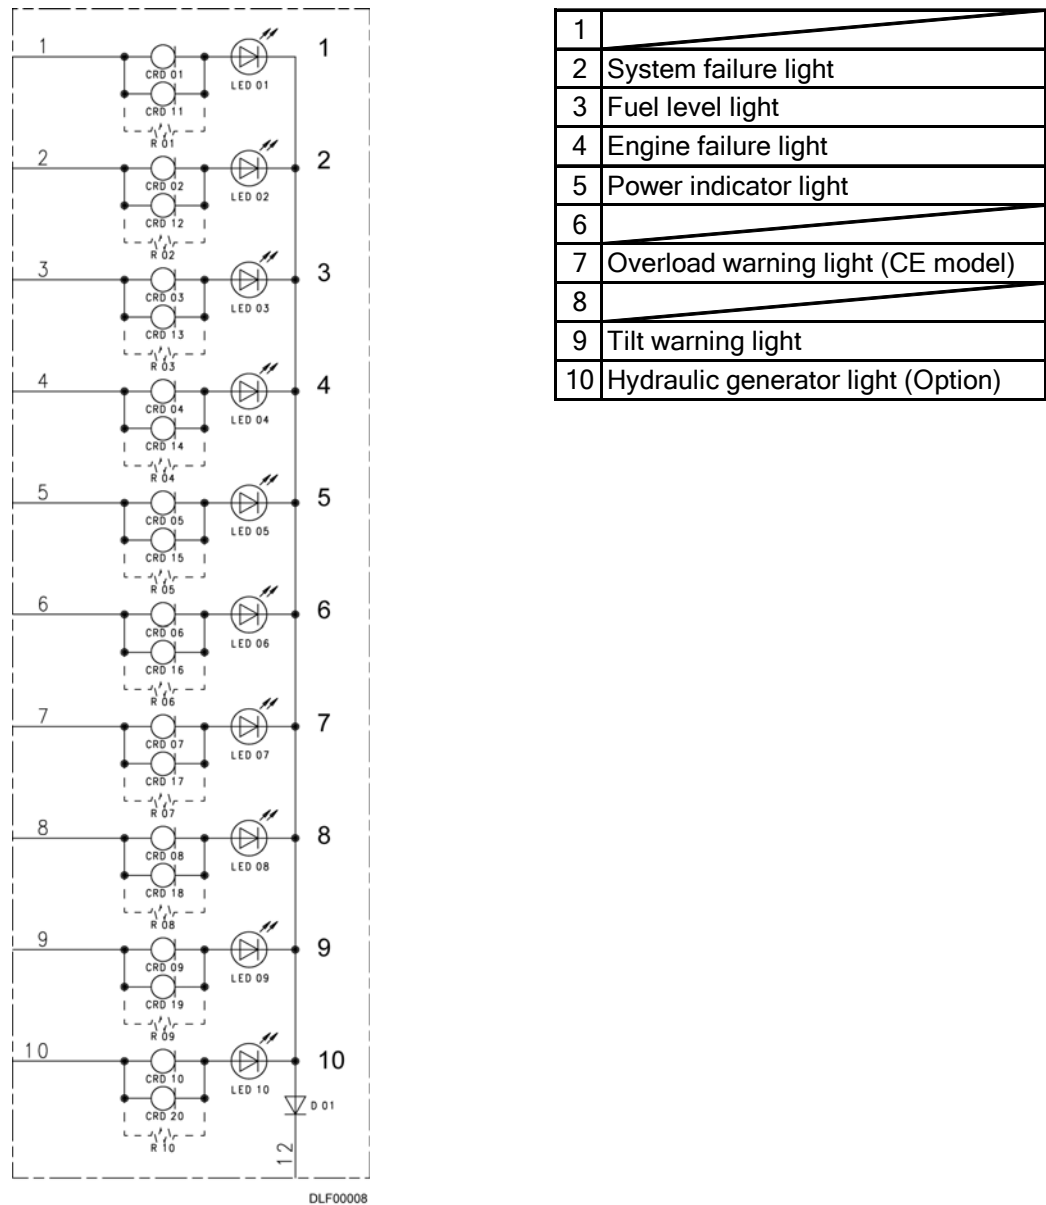 1
CRD 01
CRD 11
R 01
LED 01
1
2
CRD 02
CRD 12
R 02
LED 02
2
3
CRD 03
CRD 13
R 03
LED 03
3
4
CRD 04
CRD 14
R 04
LED 04
4
5
CRD 05
CRD 15
R 05
LED 05
5
6
CRD 06
CRD 16
R 06
LED 06
6
7
CRD 07
CRD 17
R 07
LED 07
7
8
CRD 08
CRD 18
R 08
LED 08
8
9
CRD 09
CRD 19
R 09
LED 09
9
10
CRD 10
CRD 20
R 10
LED 10
10
D 01
12
DLF00008
1
2 System failure light
3 Fuel level light
4 Engine failure light
5 Power indicator light
6
7 Overload warning light (CE model)
8
9 Tilt warning light
10 Hydraulic generator light (Option)